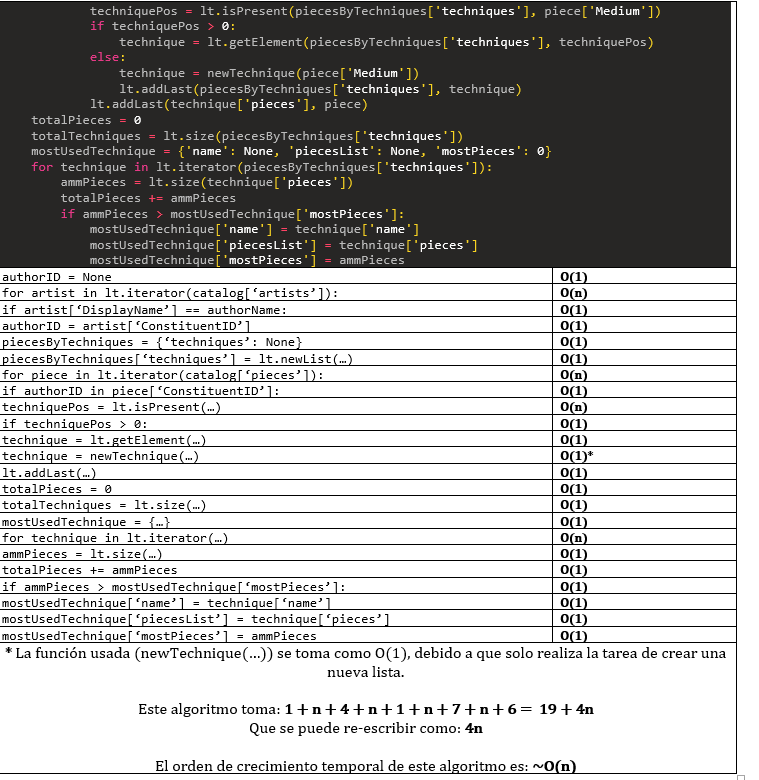 techniquePos = lt.isPresent(piecesByTechniques['techniques'], piece['Medium'])
if techniquePos > 0:
technique = lt.getElement(piecesByTechniques['techniques'], techniquePos)
else:
technique = newTechnique(piece['Medium'])
lt.addLast(piecesByTechniques['techniques'], technique)
lt.addLast(technique['pieces'], piece)
totalPieces = 0
totalTechniques = lt.size(piecesByTechniques['techniques'])
mostUsedTechnique = {'name': None, 'piecesList': None, 'mostPieces': 0}
for technique in lt.iterator(piecesByTechniques['techniques']):
ammPieces = lt.size(technique['pieces'])
totalPieces += ammPieces
if ammPieces > mostUsedTechnique['mostPieces']:
mostUsedTechnique['name'] = technique['name']
mostUsedTechnique['piecesList'] = technique['pieces']
mostUsedTechnique['mostPieces'] = ammPieces
authorID = None O(1)
for artist in lt.iterator(catalog[‘artists’]): O(n)
if artist[‘DisplayName’] == authorName: O(1)
authorID = artist[‘ConstituentID’] O(1)
piecesByTechniques = {‘techniques’: None} O(1)
piecesByTechniques[‘techniques’] = lt.newList(…) O(1)
for piece in lt.iterator(catalog[‘pieces’]): O(n)
if authorID in piece[‘ConstituentID’]: O(1)
techniquePos = lt.isPresent(…) O(n)
if techniquePos > 0: O(1)
technique = lt.getElement(…) O(1)
technique = newTechnique(…) O(1)*
lt.addLast(…) O(1)
totalPieces = 0 O(1)
totalTechniques = lt.size(…) O(1)
mostUsedTechnique = {…} O(1)
for technique in lt.iterator(…) O(n)
ammPieces = lt.size(…) O(1)
totalPieces += ammPieces O(1)
if ammPieces > mostUsedTechnique[‘mostPieces’]: O(1)
mostUsedTechnique[‘name’] = technique[‘name’] O(1)
mostUsedTechnique[‘piecesList’] = technique[‘pieces’] O(1)
mostUsedTechnique[‘mostPieces’] = ammPieces O(1)
* La función usada (newTechnique(…)) se toma como O(1), debido a que solo realiza la tarea de crear una
nueva lista.
Este algoritmo toma: 1 + n + 4 + n + 1 + n + 7 + n + 6 = 19 + 4n
Que se puede re-escribir como: 4n
El orden de crecimiento temporal de este algoritmo es: ~O(n)